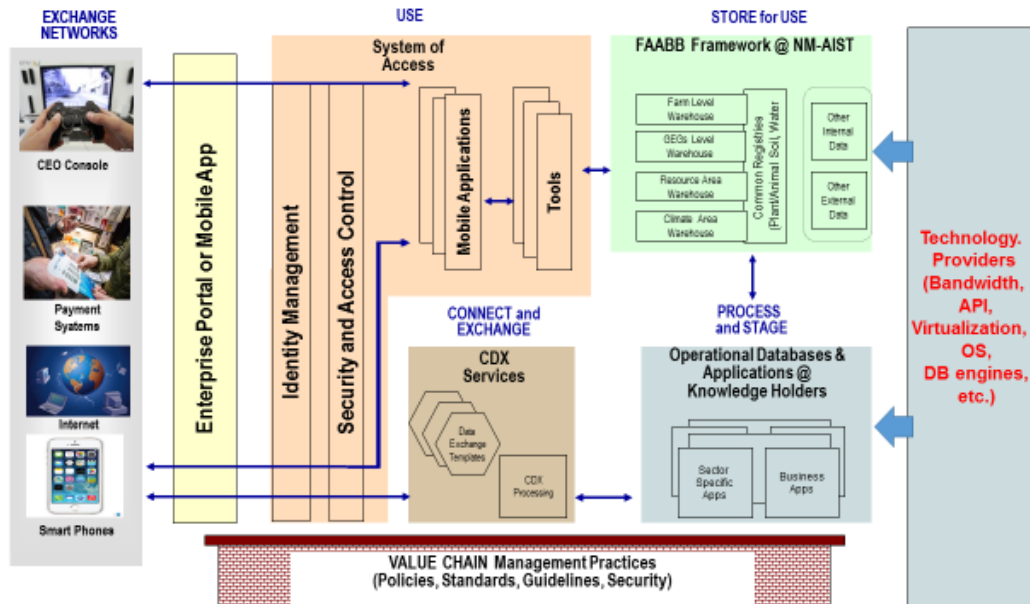 EXCHANGE
NETWORKS
CEO Console
Payment
Systems
Internet
Smart Phones
Enterprise Portal or Mobile App
USE
System of
Access
Identity Management
Security and Access Control
Mobile Applications
Tools
STORE for USE
FAABB Framework @ NM-AIST
Farm Level
Warehouse
GEGs Level
Warehouse
Resource Area
Warehouse
Climate Area
Warehouse
Common Registries
(Plant/Animal Soil, Water
Other
Internal
Data
Other
External
Data
CONNECT and
EXCHANGE
CDX
Services
Data
Exchange
Templates
CDX
Processing
PROCESS
and STAGE
Operational Databases &
Applications @
Knowledge Holders
Sector
Specific
Apps
Business
Apps
Technology.
Providers
(Bandwidth,
API,
Virtualization,
OS,
DB engines,
etc.)
VALUE CHAIN Management Practices
(Policies, Standards, Guidelines, Security)